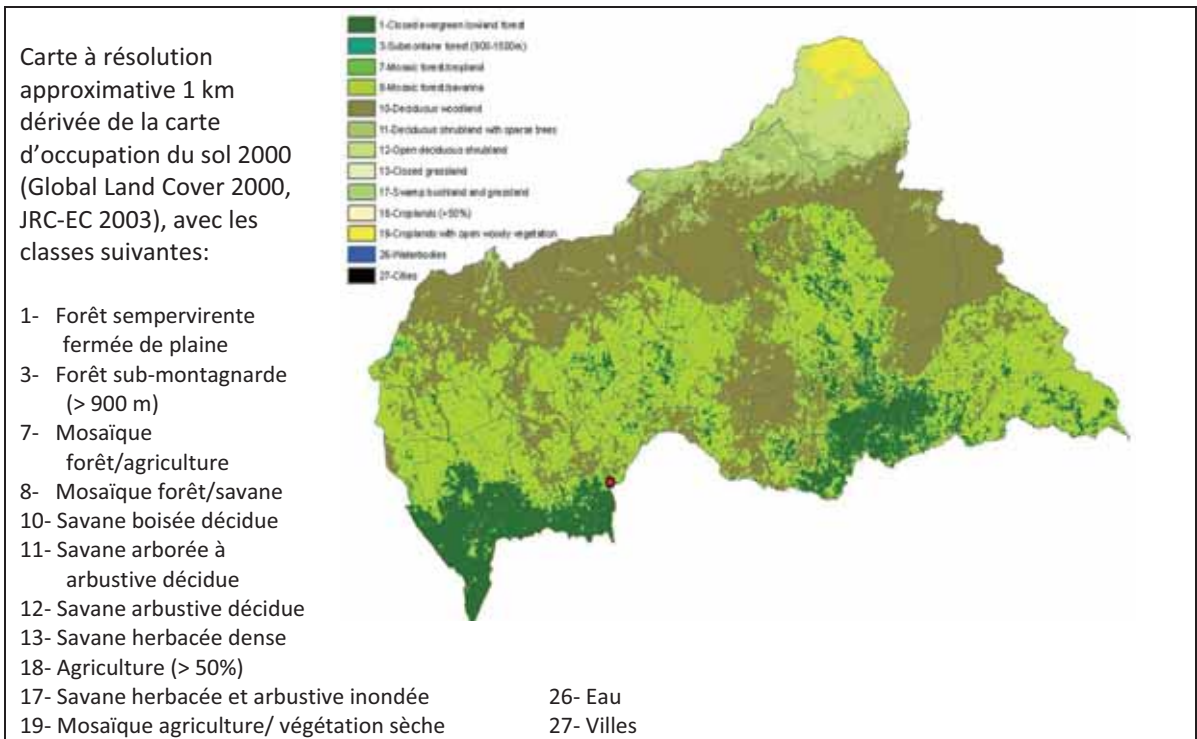 Carte à résolution
approximative 1 km
dérivée de la carte
d’occupation du sol 2000
(Global Land Cover 2000,
JRC-EC 2003), avec les
classes suivantes:
1- Forêt sempervirente
fermée de plaine
3- Forêt sub-montagnarde
(> 900 m)
7- Mosaïque
forêt/agriculture
8- Mosaïque forêt/savane
10- Savane boisée décidue
11- Savane arborée à
arbustive décidue
12- Savane arbustive décidue
13- Savane herbacée dense
18- Agriculture (> 50%)
17- Savane herbacée et arbustive inondée
19- Mosaïque agriculture/ végétation sèche
26- Eau
27- Villes
1-Closed evergreen lowland forest
3-Submontane forest (900-1500m)
7-Mosaic forest/cropland
8-Mosaic forest/savanna
10-Deciduous woodland
11-Deciduous shrubland with sparse trees
12-Open deciduous shrubland
13-Closed grassland
17-Swamp bushland and grassland
18-Croplands (>50%)
19-Croplands with open woody vegetation
26-Waterbodies
27-Cities